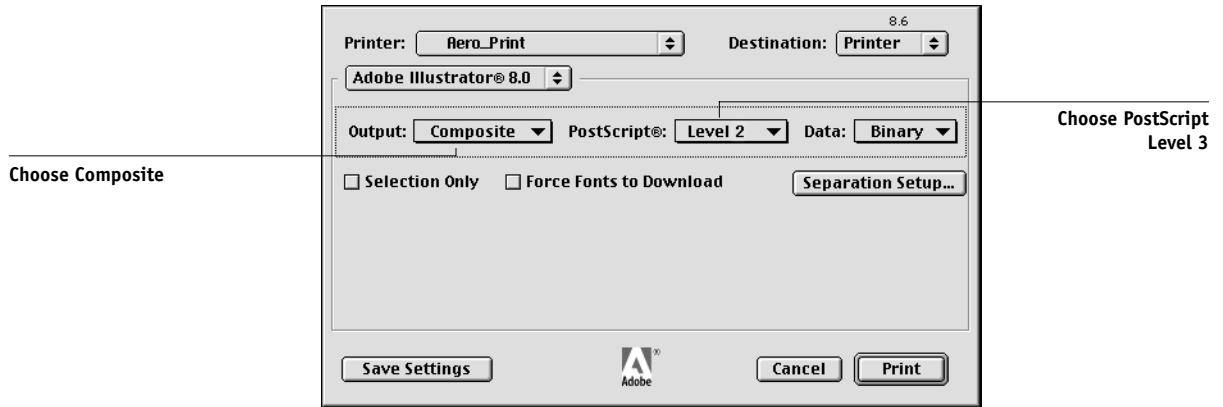 8.6
Printer: Aero_Print Destination: Printer
Adobe Illustrator® 8.0
Output: Composite PostScript®: Level 2 Data: Binary
Choose PostScript
Level 3
Choose Composite
Selection Only Force Fonts to Download Separation Setup...
Save Settings Adobe ® Cancel Print